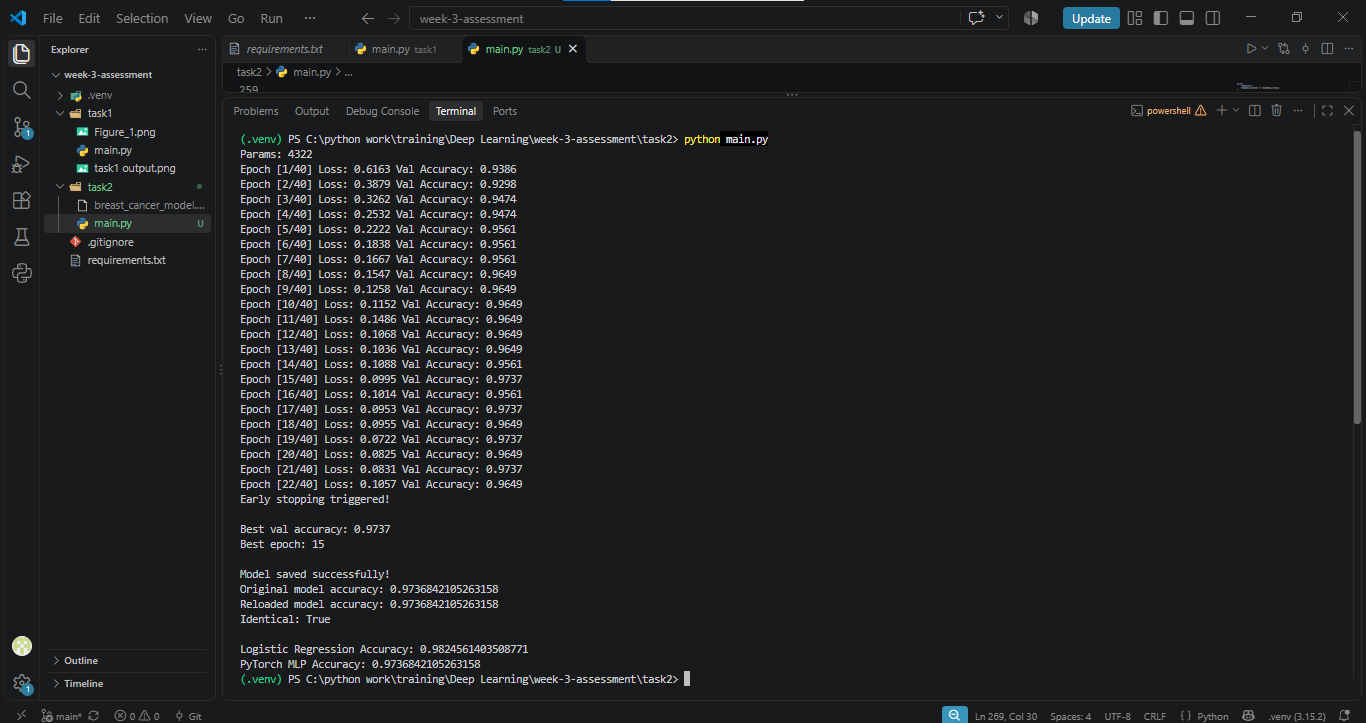 File Edit Selection View Go Run ··· week-3-assessment Update
Explorer ···
week-3-assessment
.venv
task1
Figure_1.png
main.py
task1 output.png
task2
breast_cancer_model....
main.py U
.gitignore
requirements.txt
Outline
Timeline
requirements.txt main.py task1 main.py task2 U
task2 > main.py > ...
259
Problems Output Debug Console Terminal Ports powershell
(.venv) PS C:\python work\training\Deep Learning\week-3-assessment\task2> python main.py
Params: 4322
Epoch [1/40] Loss: 0.6163 Val Accuracy: 0.9386
Epoch [2/40] Loss: 0.3879 Val Accuracy: 0.9298
Epoch [3/40] Loss: 0.3262 Val Accuracy: 0.9474
Epoch [4/40] Loss: 0.2532 Val Accuracy: 0.9474
Epoch [5/40] Loss: 0.2222 Val Accuracy: 0.9561
Epoch [6/40] Loss: 0.1838 Val Accuracy: 0.9561
Epoch [7/40] Loss: 0.1667 Val Accuracy: 0.9561
Epoch [8/40] Loss: 0.1547 Val Accuracy: 0.9649
Epoch [9/40] Loss: 0.1258 Val Accuracy: 0.9649
Epoch [10/40] Loss: 0.1152 Val Accuracy: 0.9649
Epoch [11/40] Loss: 0.1486 Val Accuracy: 0.9649
Epoch [12/40] Loss: 0.1068 Val Accuracy: 0.9649
Epoch [13/40] Loss: 0.1036 Val Accuracy: 0.9649
Epoch [14/40] Loss: 0.1088 Val Accuracy: 0.9561
Epoch [15/40] Loss: 0.0995 Val Accuracy: 0.9737
Epoch [16/40] Loss: 0.1014 Val Accuracy: 0.9561
Epoch [17/40] Loss: 0.0953 Val Accuracy: 0.9737
Epoch [18/40] Loss: 0.0955 Val Accuracy: 0.9649
Epoch [19/40] Loss: 0.0722 Val Accuracy: 0.9737
Epoch [20/40] Loss: 0.0825 Val Accuracy: 0.9649
Epoch [21/40] Loss: 0.0831 Val Accuracy: 0.9737
Epoch [22/40] Loss: 0.1057 Val Accuracy: 0.9649
Early stopping triggered!
Best val accuracy: 0.9737
Best epoch: 15
Model saved successfully!
Original model accuracy: 0.9736842105263158
Reloaded model accuracy: 0.9736842105263158
Identical: True
Logistic Regression Accuracy: 0.9824561403508771
PyTorch MLP Accuracy: 0.9736842105263158
(.venv) PS C:\python work\training\Deep Learning\week-3-assessment\task2>
main* 0 0 Git Ln 269, Col 30 Spaces: 4 UTF-8 CRLF { } Python .venv (3.15.2)